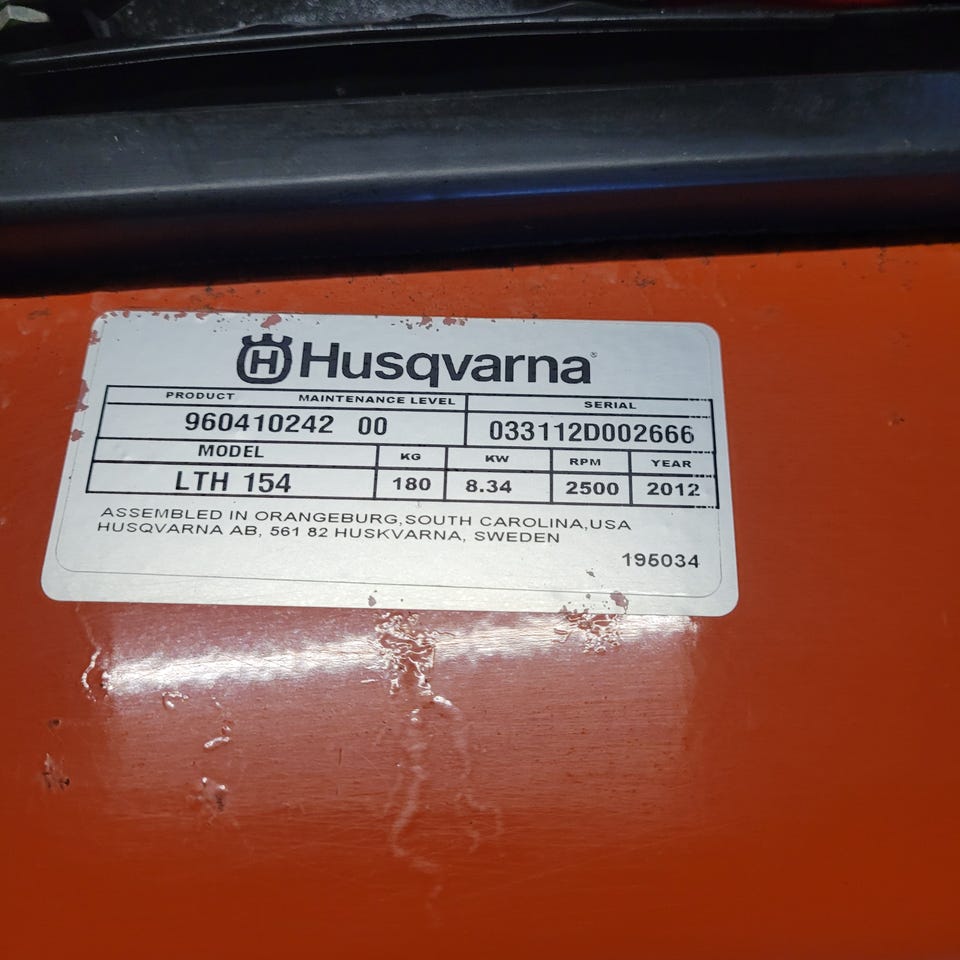 Husqvarna
PRODUCT MAINTENANCE LEVEL SERIAL
960410242 00 033112D002666
MODEL KG KW RPM YEAR
LTH 154 180 8.34 2500 2012
ASSEMBLED IN ORANGEBURG,SOUTH CAROLINA,USA
HUSQVARNA AB, 561 82 HUSKVARNA, SWEDEN
195034